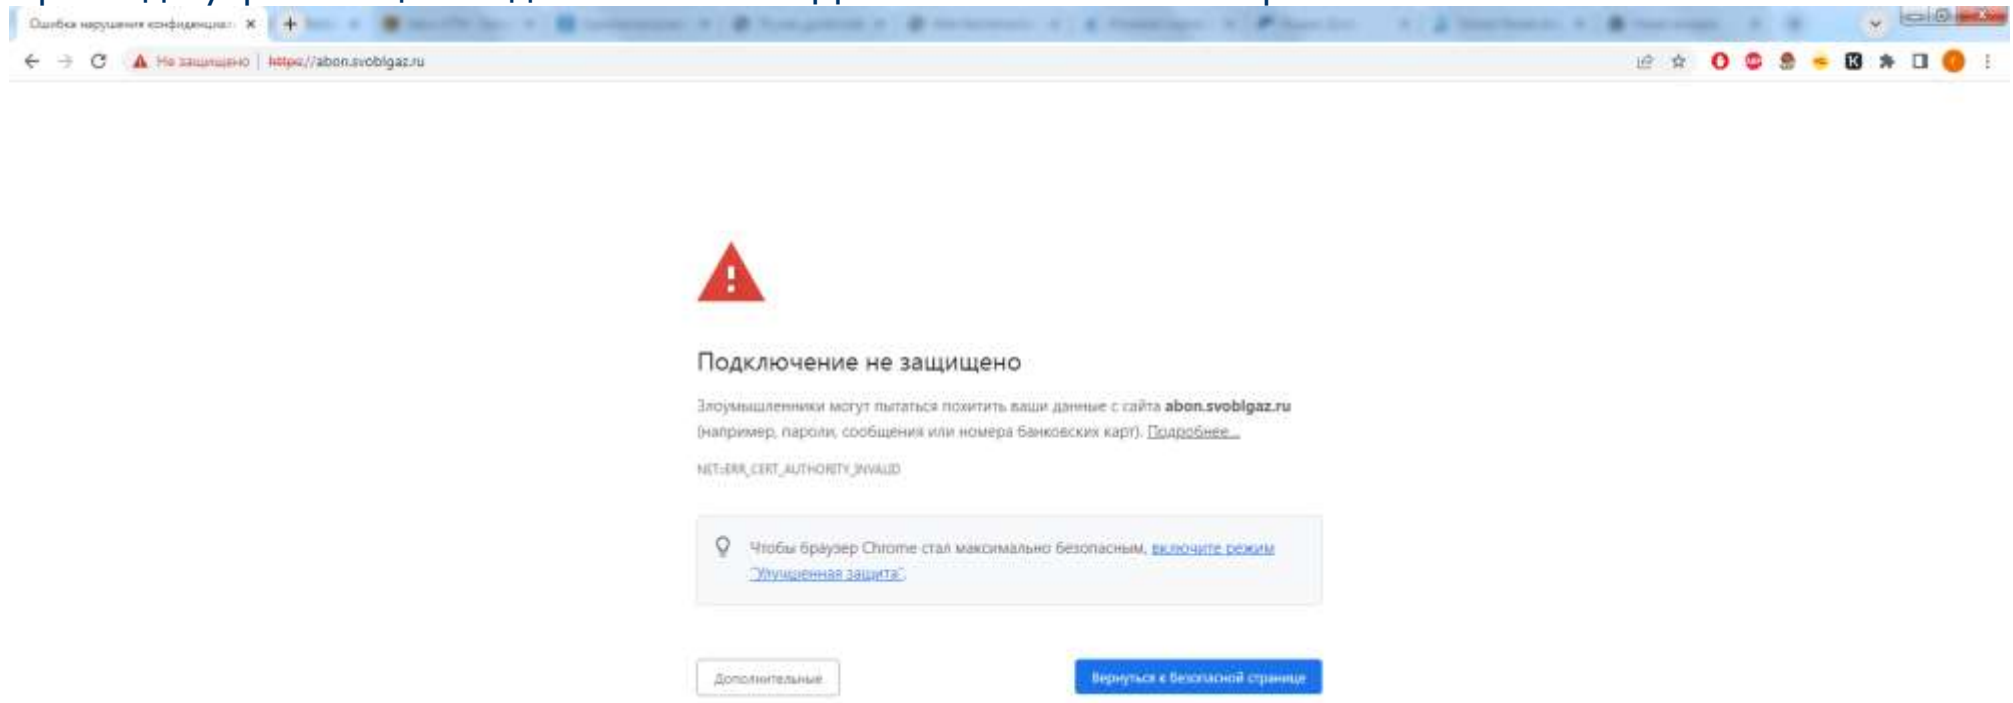 Ошибка нарушения конфиденциал
Не защищено | https://abon.svoblgaz.ru
Подключение не защищено
Злоумышленники могут пытаться похитить ваши данные с сайта abon.svoblgaz.ru
(например, пароли, сообщения или номера банковских карт). Подробнее...
NET::ERR_CERT_AUTHORITY_INVALID
Чтобы браузер Chrome стал максимально безопасным, включите режим
"Улучшенная защита".
Дополнительные
Вернуться к безопасной странице